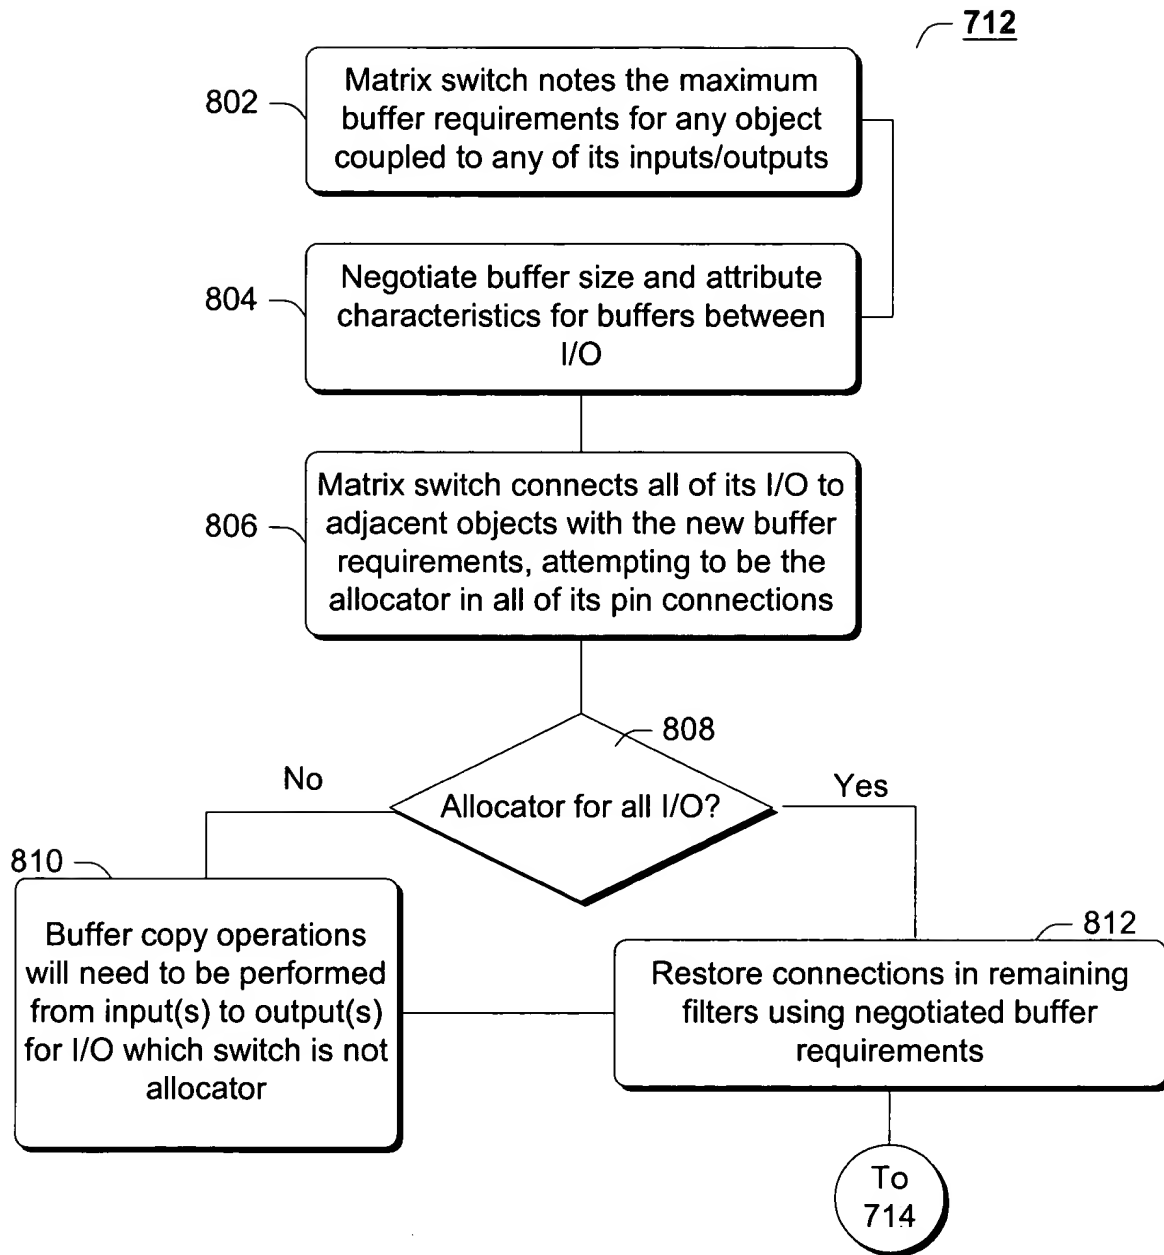 712
802
Matrix switch notes the maximum
buffer requirements for any object
coupled to any of its inputs/outputs
804
Negotiate buffer size and attribute
characteristics for buffers between
I/O
806
Matrix switch connects all of its I/O to
adjacent objects with the new buffer
requirements, attempting to be the
allocator in all of its pin connections
808
Allocator for all I/O?
No
Yes
810
Buffer copy operations
will need to be performed
from input(s) to output(s)
for I/O which switch is not
allocator
812
Restore connections in remaining
filters using negotiated buffer
requirements
To
714